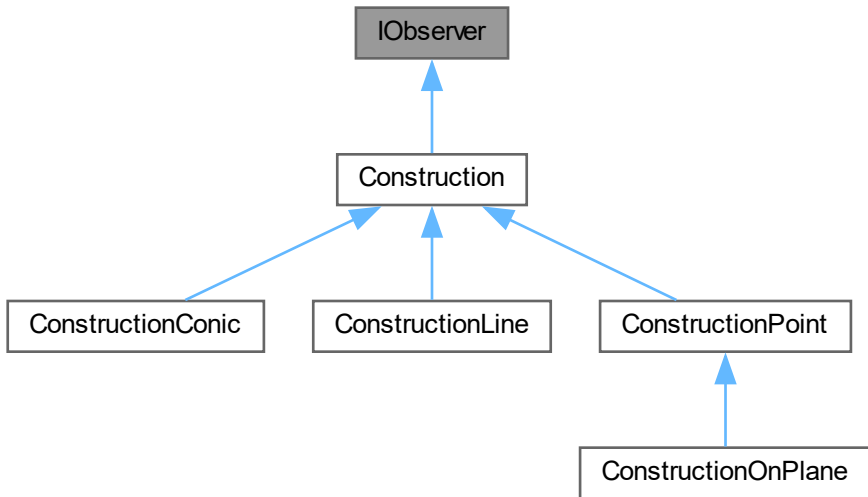 IObserver
Construction
ConstructionConic
ConstructionLine
ConstructionPoint
ConstructionOnPlane